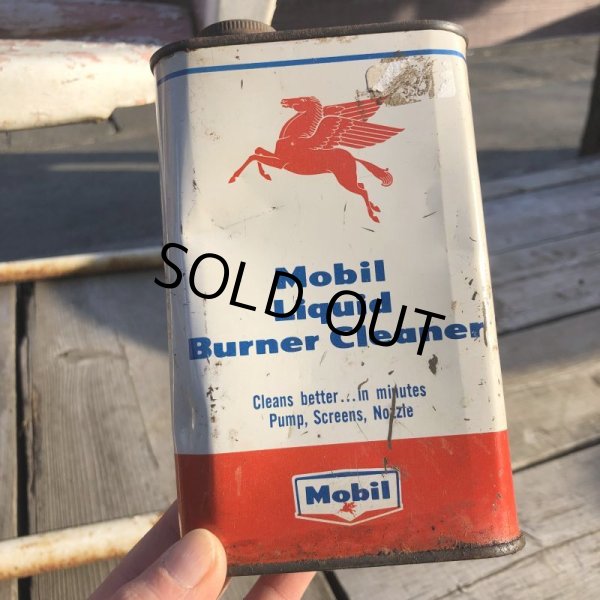 Mobil
Liquid
Burner Cleaner
SOLD OUT
Cleans better...in minutes
Pump, Screens, Nozzle
Mobil